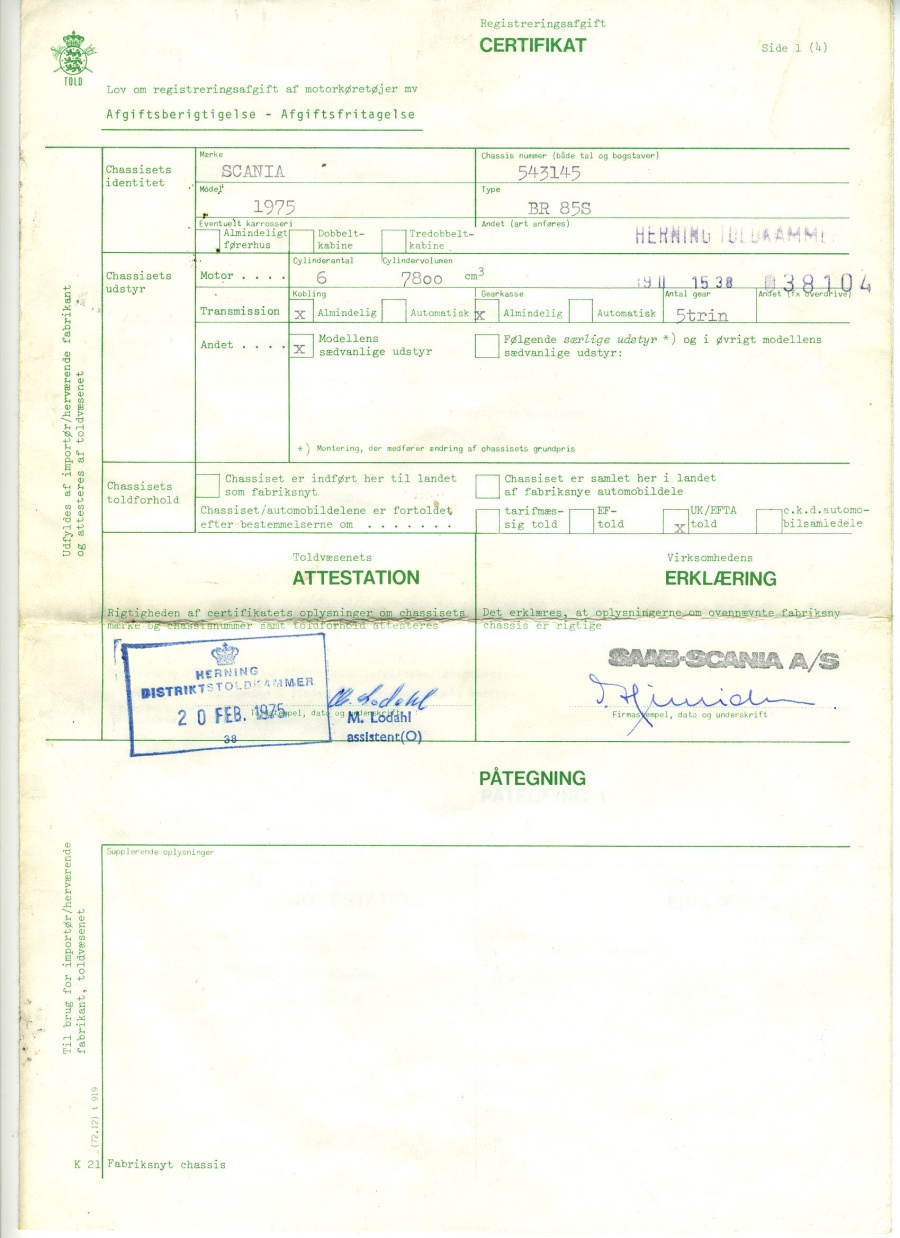 TOLD
Registreringsafgift
CERTIFIKAT
Side 1 (4)
Lov om registreringsafgift af motorkøretøjer mv
Afgiftsberigtigelse - Afgiftsfritagelse
Udfyldes af importør/herværende fabrikant
og attesteres af toldvæsenet
Chassisets
identitet
Mærke
SCANIA
Chassis nummer (både tal og bogstaver)
543145
Model
1975
Type
BR 85S
Eventuelt karrosseri
Almindeligt
førerhus
Dobbelt-
kabine
Tredobbelt-
kabine
Andet (art anføres)
HERNING TOLDKAMMER
Chassisets
udstyr
Motor . . . .
Cylinderantal
6
Cylindervolumen
7800 cm3
15 38
38104
Transmission
Kobling
x Almindelig
Automatisk
Gearkasse
x Almindelig
Automatisk
Antal gear
5trin
Andet (fx overdrive)
Andet . . . .
x Modellens
sædvanlige udstyr
Følgende særlige udstyr *) og i øvrigt modellens
sædvanlige udstyr:
*) Montering, der medfører ændring af chassisets grundpris
Chassisets
toldforhold
Chassiset er indført her til landet
som fabriksnyt
Chassiset er samlet her i landet
af fabriksnye automobildele
Chassiset/automobildelene er fortoldet
efter bestemmelserne om . . . . . . .
tarifmæs-
sig told
EF-
told
x UK/EFTA
told
c.k.d.automo-
bilsamledele
Toldvæsenets
ATTESTATION
Rigtigheden af certifikatets oplysninger om chassisets
mærke og chassisnummer samt toldforhold attesteres
HERNING
DISTRIKTSTOLDKAMMER
20 FEB. 1975
38
M. Lodahl
M. Lodahl
assistent(O)
Virksomhedens
ERKLÆRING
Det erklæres, at oplysningerne om ovennævnte fabriksny
chassis er rigtige
SAAB-SCANIA A/S
Firmastempel, dato og underskrift
PÅTEGNING
Til brug for importør/herværende
fabrikant, toldvæsenet
Supplerende oplysninger
(72.12) t 919
K 21 Fabriksnyt chassis